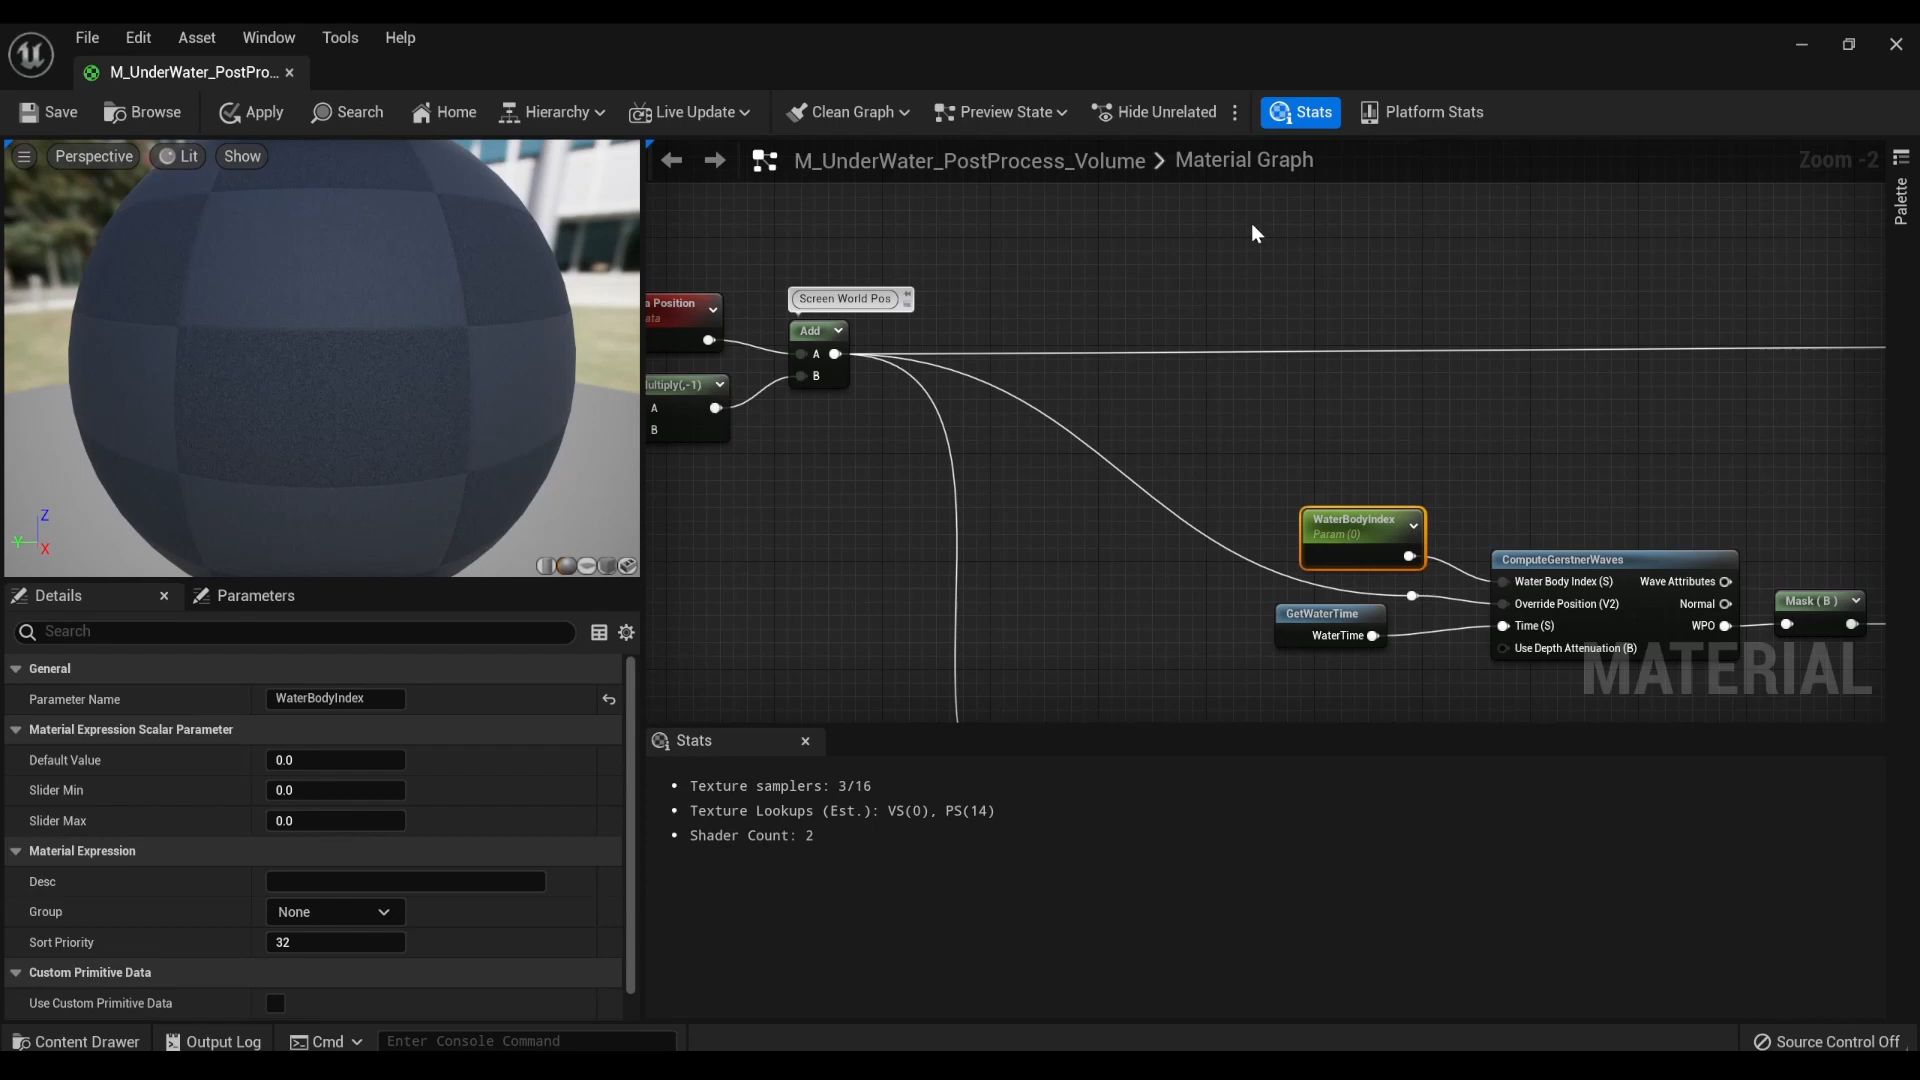 File Edit Asset Window Tools Help
M_UnderWater_PostPro...
Save Browse Apply Search Home Hierarchy Live Update Clean Graph Preview State Hide Unrelated Stats Platform Stats
Perspective Lit Show
M_UnderWater_PostProcess_Volume > Material Graph
Zoom -2
Palette
Screen World Pos
a Position
ata
Add
A
B
ultiply(,-1)
A
B
WaterBodyIndex
Param (0)
ComputeGerstnerWaves
Water Body Index (S) Wave Attributes
Override Position (V2) Normal
Time (S) WPO
Use Depth Attenuation (B)
GetWaterTime
WaterTime
Mask ( B )
MATERIAL
Z
Y
X
Details Parameters
Search
General
Parameter Name WaterBodyIndex
Material Expression Scalar Parameter
Default Value 0.0
Slider Min 0.0
Slider Max 0.0
Material Expression
Desc
Group None
Sort Priority 32
Custom Primitive Data
Use Custom Primitive Data
Stats
• Texture samplers: 3/16
• Texture Lookups (Est.): VS(0), PS(14)
• Shader Count: 2
Content Drawer Output Log Cmd Enter Console Command Source Control Off